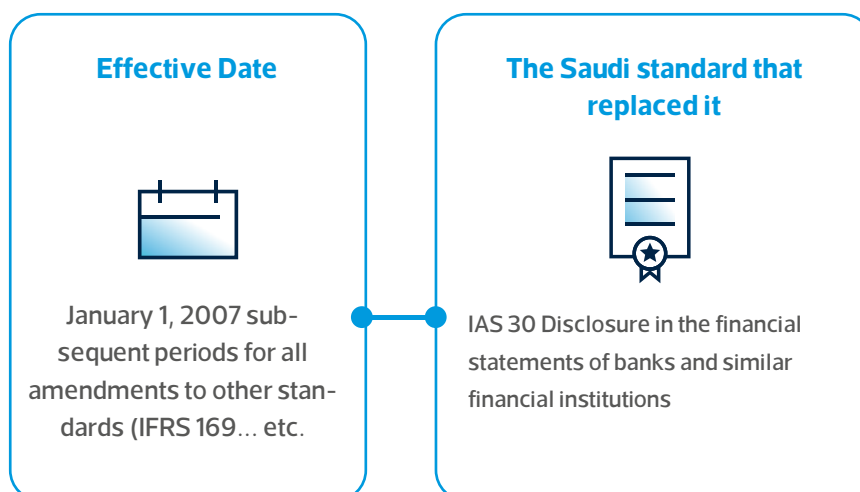 Effective Date
January 1, 2007 sub-
sequent periods for all
amendments to other stan-
dards (IFRS 169... etc.
The Saudi standard that
replaced it
IAS 30 Disclosure in the financial
statements of banks and similar
financial institutions